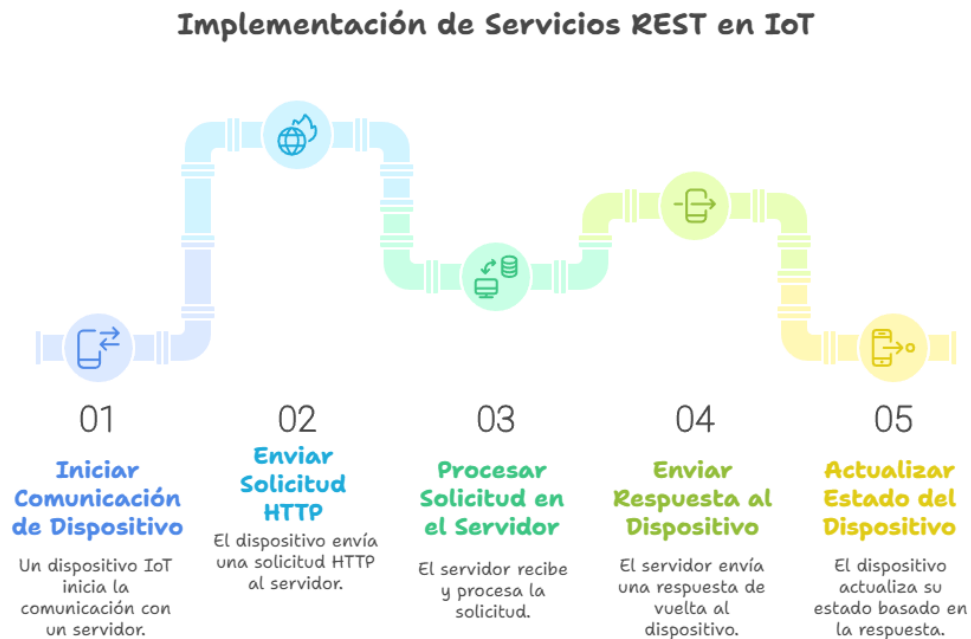 Implementación de Servicios REST en IoT
01
Iniciar
Comunicación
de Dispositivo
Un dispositivo IoT
inicia la
comunicación con
un servidor.
02
Enviar
Solicitud
HTTP
El dispositivo envía
una solicitud HTTP
al servidor.
03
Procesar
Solicitud en
el Servidor
El servidor recibe
y procesa la
solicitud.
04
Enviar
Respuesta al
Dispositivo
El servidor envía
una respuesta de
vuelta al
dispositivo.
05
Actualizar
Estado del
Dispositivo
El dispositivo
actualiza su
estado basado en
la respuesta.